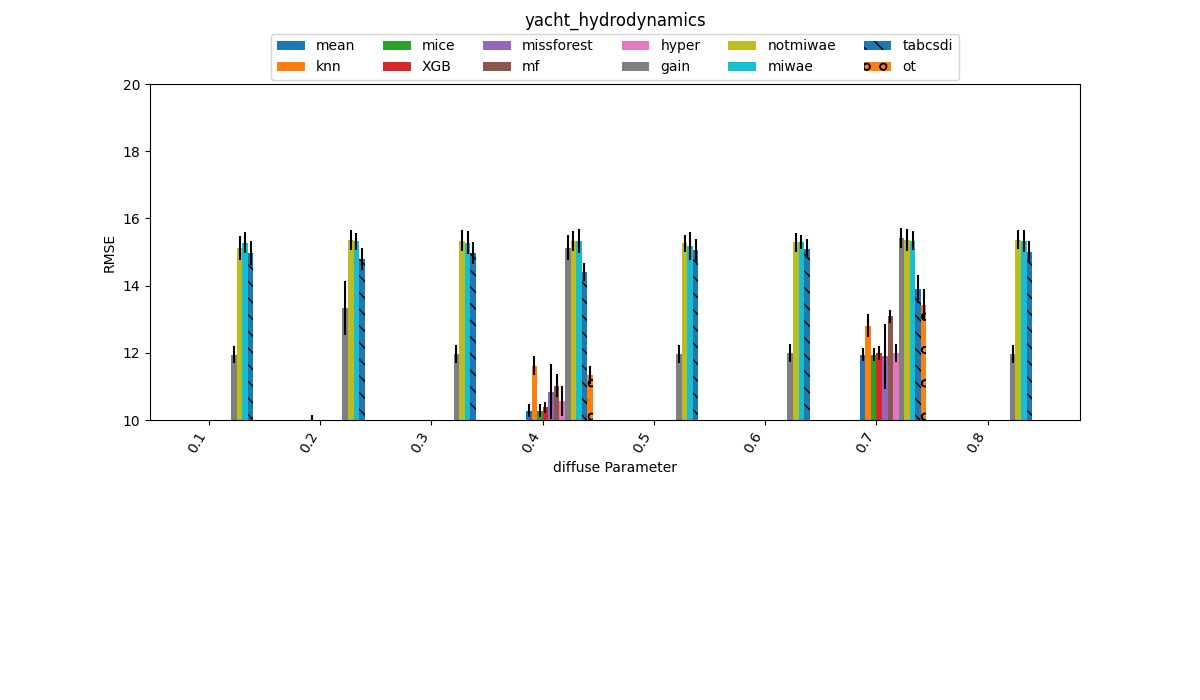 yacht_hydrodynamics
mean mice missforest hyper notmiwae tabcsdi
knn XGB mf gain miwae ot
20
18
16
14
12
10
RMSE
0.1 0.2 0.3 0.4 0.5 0.6 0.7 0.8
diffuse Parameter